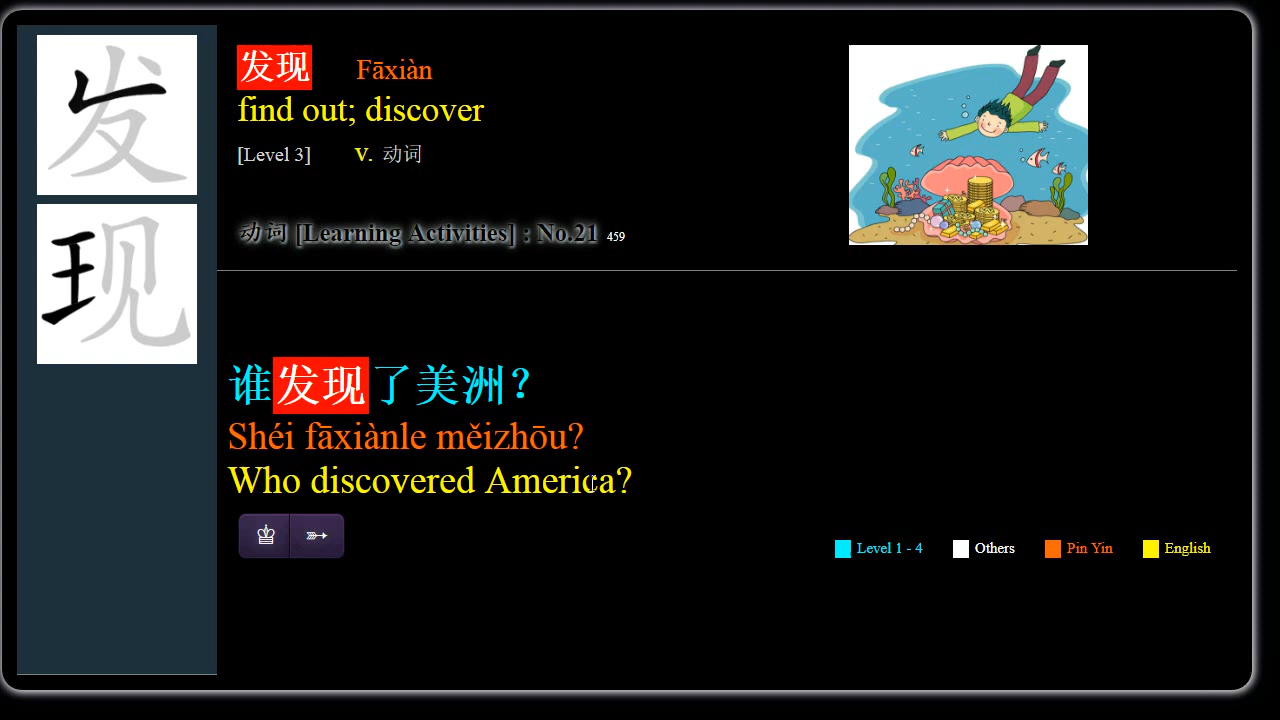 发现 Fāxiàn
find out; discover
[Level 3] v. 动词
动词 [Learning Activities] : No.21 459
发
现
谁发现了美洲?
Shéi fāxiànle měizhōu?
Who discovered America?
Level 1 - 4 Others Pin Yin English